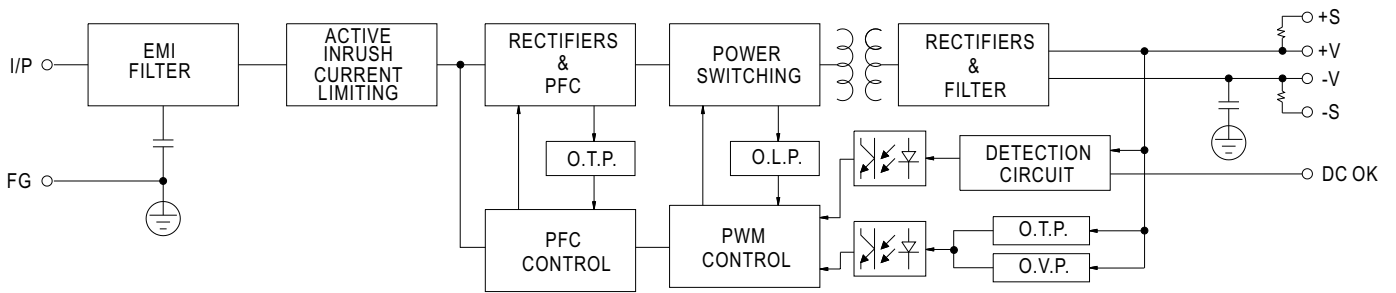 I/P
EMI
FILTER
ACTIVE
INRUSH
CURRENT
LIMITING
RECTIFIERS
&
PFC
POWER
SWITCHING
RECTIFIERS
&
FILTER
+S
+V
-V
-S
FG
O.T.P.
O.L.P.
DETECTION
CIRCUIT
DC OK
PFC
CONTROL
PWM
CONTROL
O.T.P.
O.V.P.